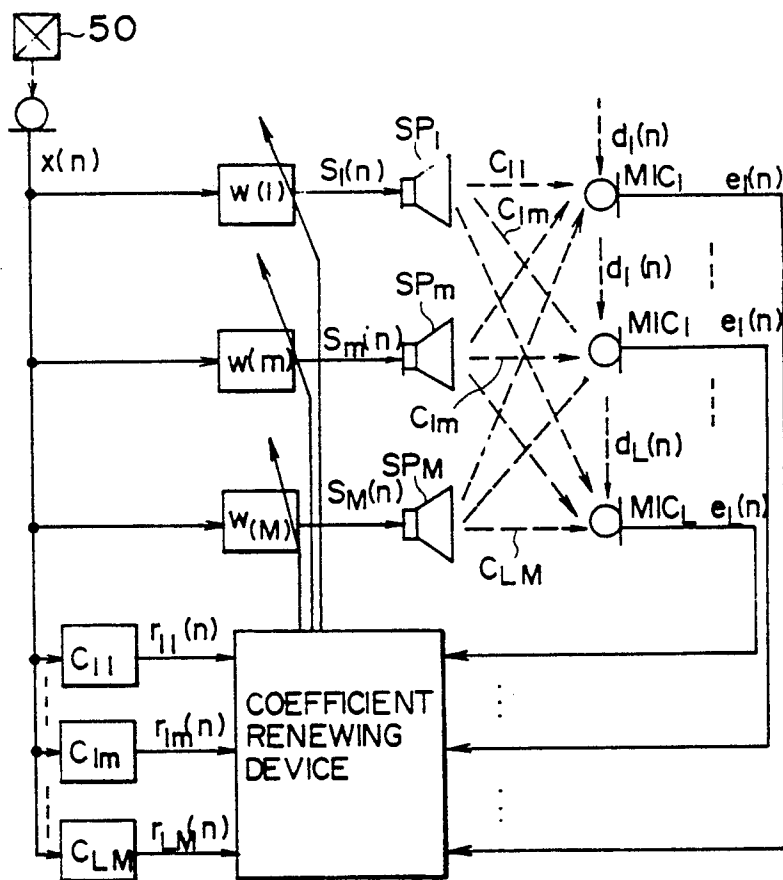 50
x(n)
w(1)
S1(n)
SP1
C11
C1m
d1(n)
MIC1
e1(n)
w(m)
Sm(n)
SPm
C1m
d1(n)
MIC1
e1(n)
w(M)
SM(n)
SPM
CLM
dL(n)
MICL
eL(n)
C11
r11(n)
C1m
r1m(n)
CLM
rLM(n)
COEFFICIENT
RENEWING
DEVICE